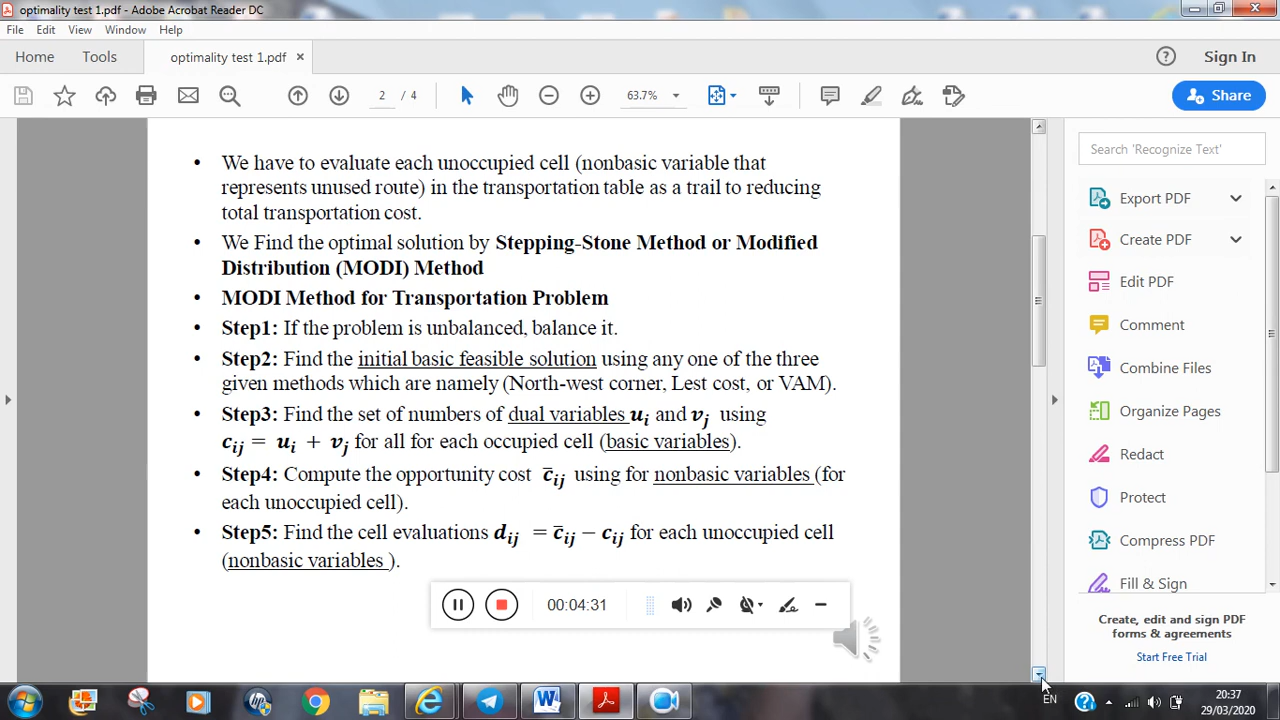 optimality test 1.pdf - Adobe Acrobat Reader DC
File Edit View Window Help
Home Tools optimality test 1.pdf × Sign In
2 / 4 63.7% Share
• We have to evaluate each unoccupied cell (nonbasic variable that
represents unused route) in the transportation table as a trail to reducing
total transportation cost.
• We Find the optimal solution by Stepping-Stone Method or Modified
Distribution (MODI) Method
• MODI Method for Transportation Problem
• Step1: If the problem is unbalanced, balance it.
• Step2: Find the initial basic feasible solution using any one of the three
given methods which are namely (North-west corner, Lest cost, or VAM).
• Step3: Find the set of numbers of dual variables uᵢ and vⱼ using
cᵢⱼ = uᵢ + vⱼ for all for each occupied cell (basic variables).
• Step4: Compute the opportunity cost c̄ᵢⱼ using for nonbasic variables (for
each unoccupied cell).
• Step5: Find the cell evaluations dᵢⱼ = c̄ᵢⱼ − cᵢⱼ for each unoccupied cell
(nonbasic variables ).
00:04:31
Search 'Recognize Text'
Export PDF
Create PDF
Edit PDF
Comment
Combine Files
Organize Pages
Redact
Protect
Compress PDF
Fill & Sign
Create, edit and sign PDF
forms & agreements
Start Free Trial
EN
20:37
29/03/2020